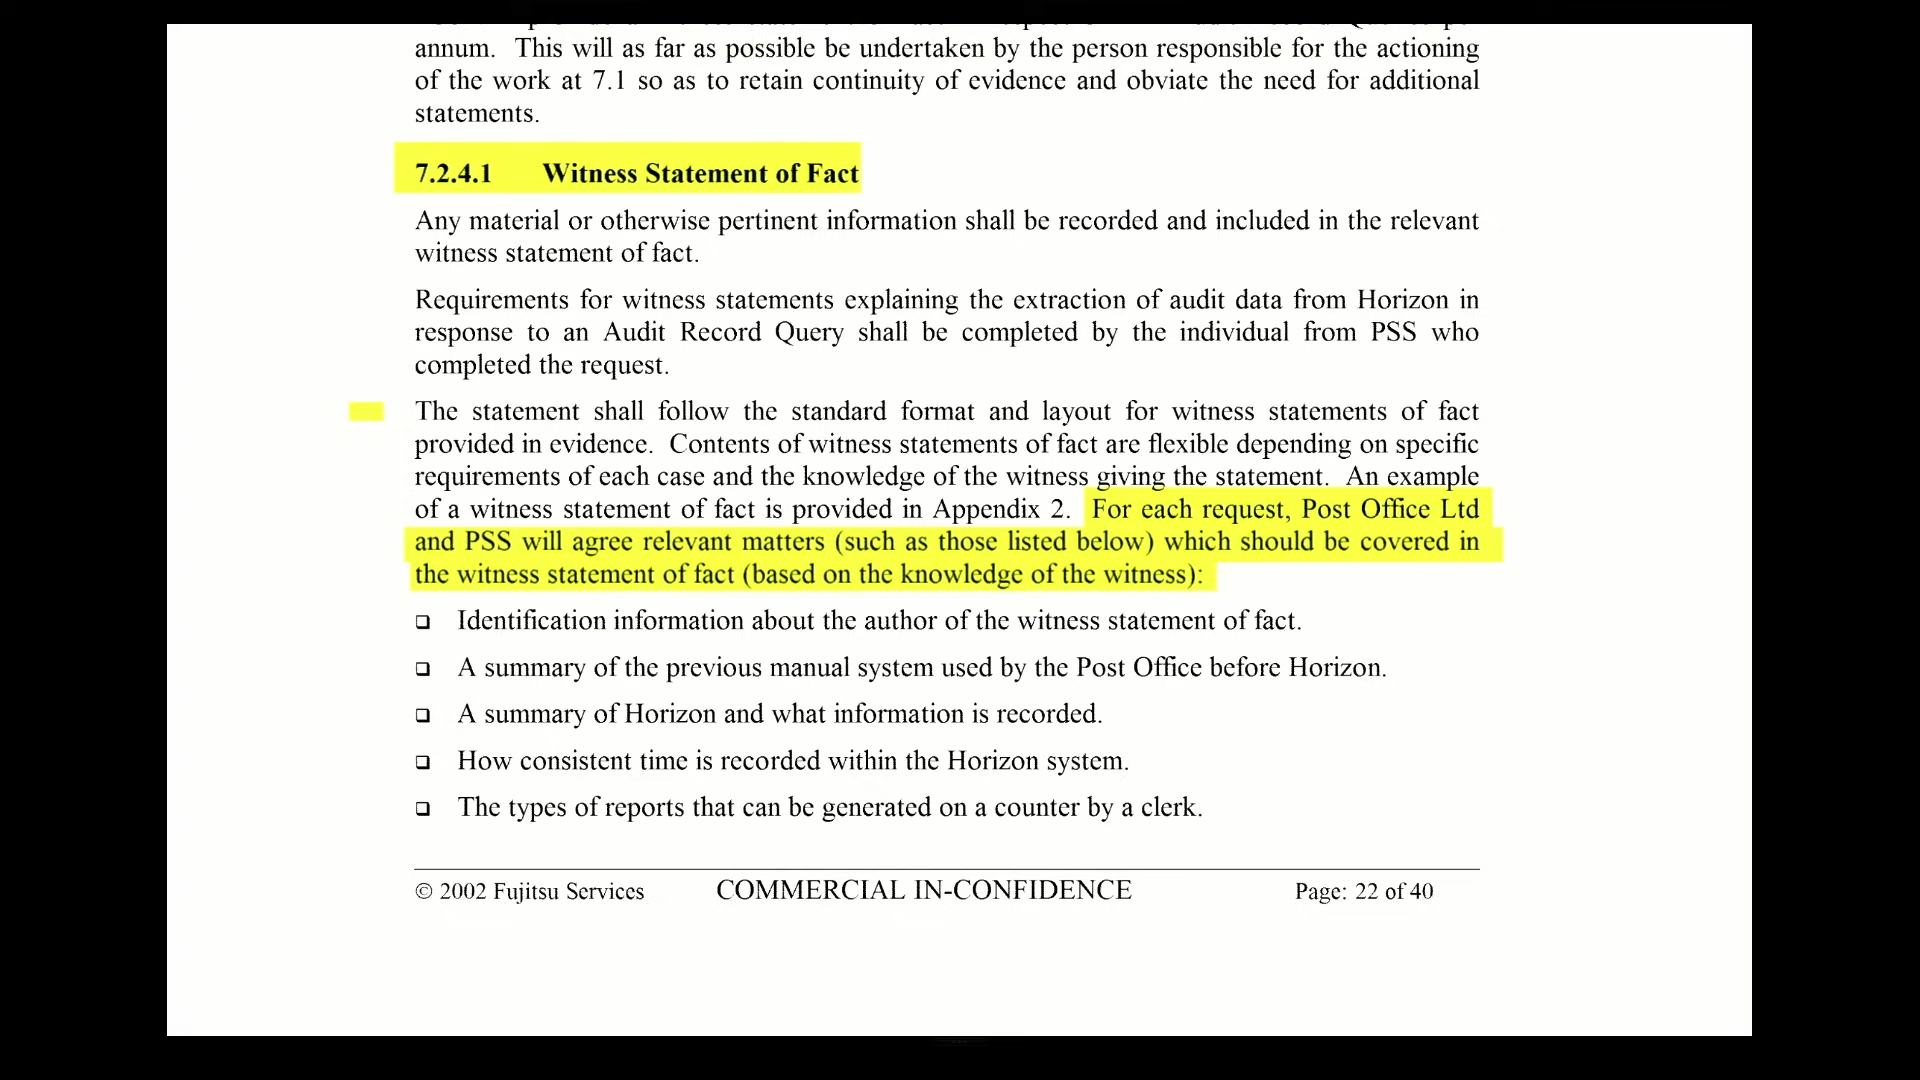 annum. This will as far as possible be undertaken by the person responsible for the actioning
of the work at 7.1 so as to retain continuity of evidence and obviate the need for additional
statements.
7.2.4.1 Witness Statement of Fact
Any material or otherwise pertinent information shall be recorded and included in the relevant
witness statement of fact.
Requirements for witness statements explaining the extraction of audit data from Horizon in
response to an Audit Record Query shall be completed by the individual from PSS who
completed the request.
The statement shall follow the standard format and layout for witness statements of fact
provided in evidence. Contents of witness statements of fact are flexible depending on specific
requirements of each case and the knowledge of the witness giving the statement. An example
of a witness statement of fact is provided in Appendix 2. For each request, Post Office Ltd
and PSS will agree relevant matters (such as those listed below) which should be covered in
the witness statement of fact (based on the knowledge of the witness):
❑ Identification information about the author of the witness statement of fact.
❑ A summary of the previous manual system used by the Post Office before Horizon.
❑ A summary of Horizon and what information is recorded.
❑ How consistent time is recorded within the Horizon system.
❑ The types of reports that can be generated on a counter by a clerk.
© 2002 Fujitsu Services COMMERCIAL IN-CONFIDENCE Page: 22 of 40